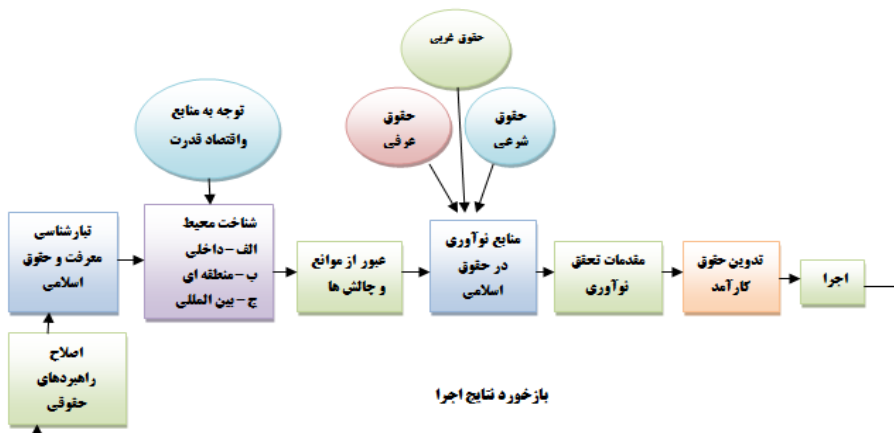 حقوق غربی
حقوق
عرفی
حقوق
شرعی
توجه به منابع
واقتصاد قدرت
تبارشناسی
معرفت و حقوق
اسلامی
شناخت محیط
الف – داخلی
ب – منطقه ای
ج – بین المللی
عبور از موانع
و چالش ها
منابع نوآوری
در حقوق
اسلامی
مقدمات تحقق
نوآوری
تدوین حقوق
کارآمد
اجرا
اصلاح
راهبردهای
حقوقی
بازخورد نتایج اجرا